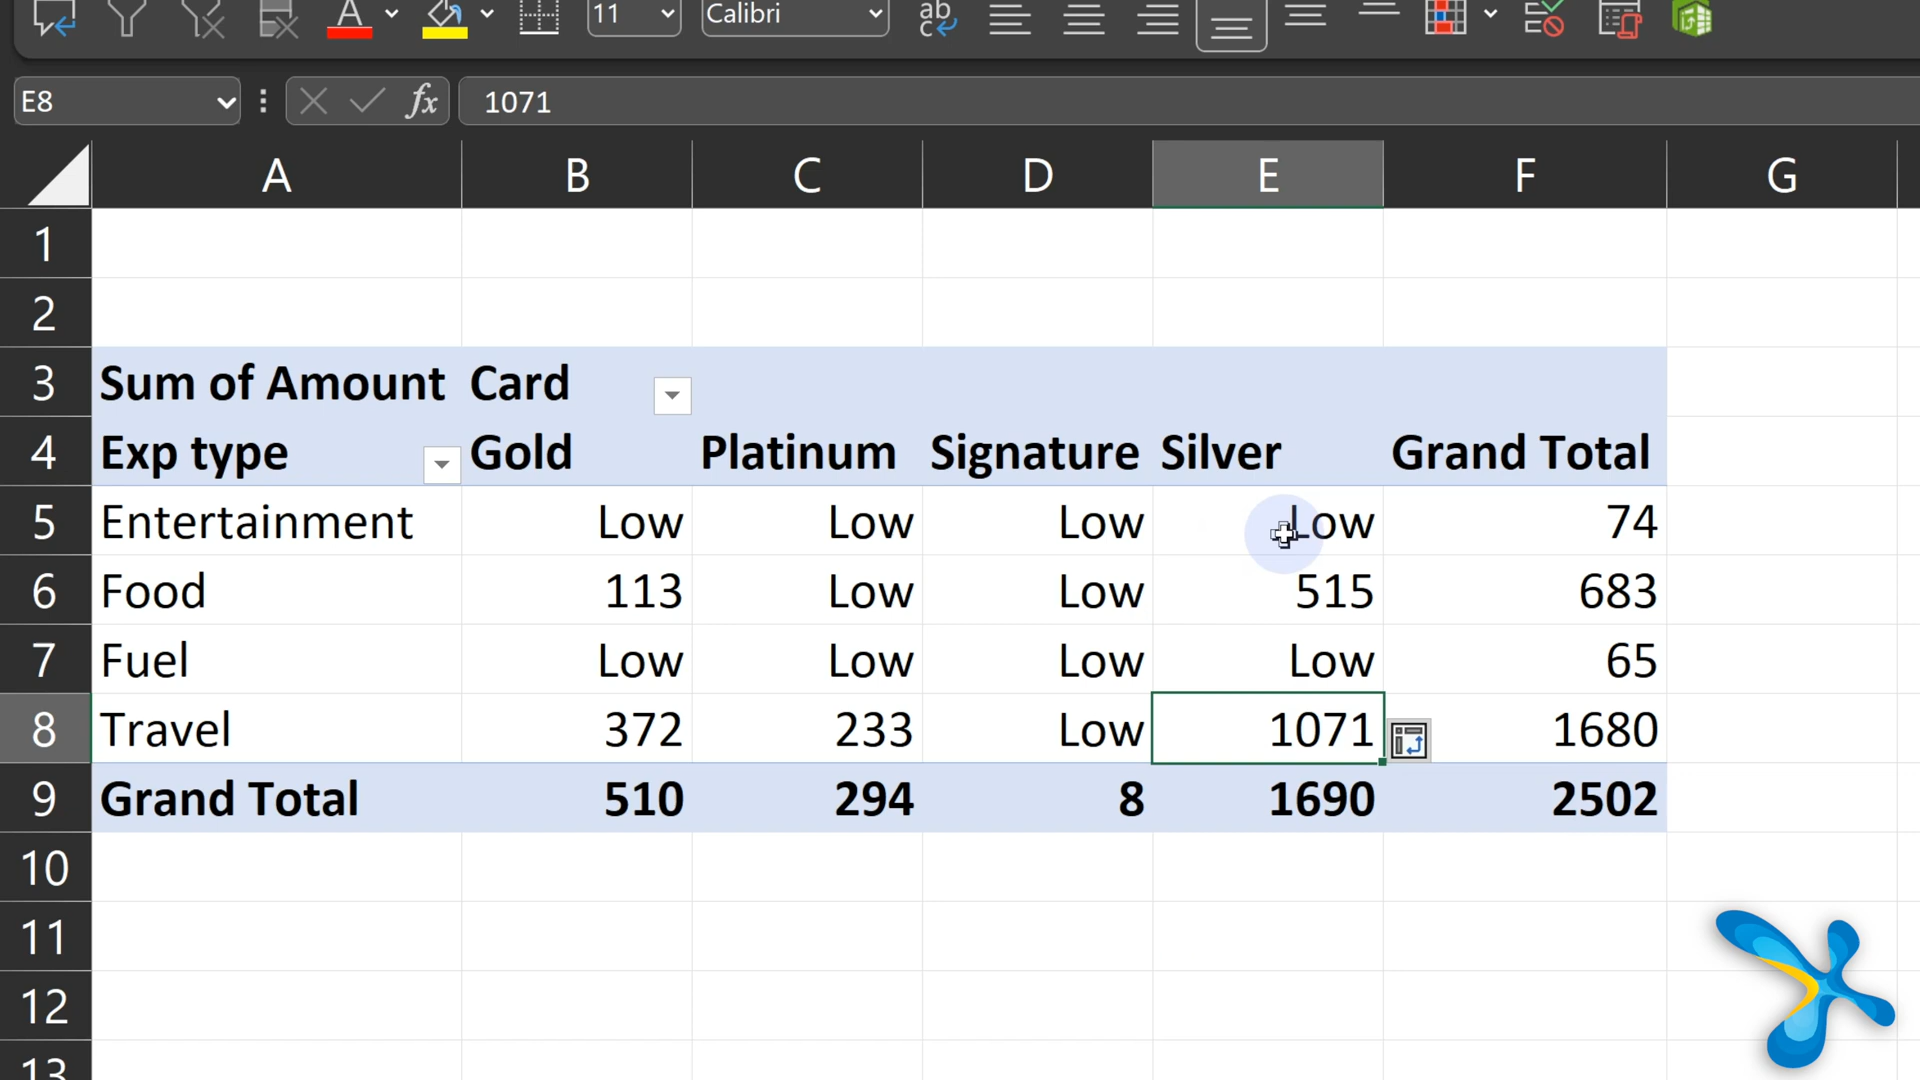 A 11 Calibri ab c
E8 fx 1071
A B C D E F G
1
2
3 Sum of Amount Card
4 Exp type Gold Platinum Signature Silver Grand Total
5 Entertainment Low Low Low Low 74
6 Food 113 Low Low 515 683
7 Fuel Low Low Low Low 65
8 Travel 372 233 Low 1071 1680
9 Grand Total 510 294 8 1690 2502
10
11
12
13